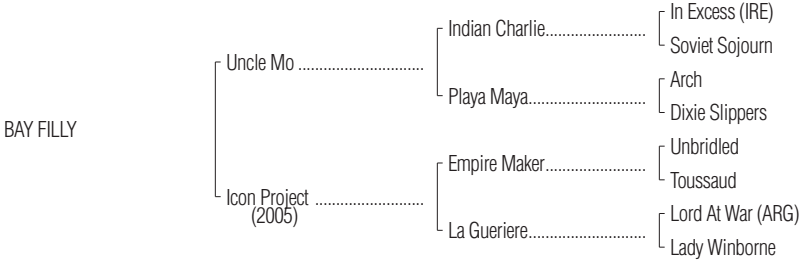 In Excess (IRE)
Indian Charlie..........................
Soviet Sojourn
Uncle Mo ..............................
Arch
Playa Maya..............................
Dixie Slippers
BAY FILLY
Unbridled
Empire Maker..........................
Toussaud
Icon Project ..........................
(2005)
Lord At War (ARG)
La Gueriere..............................
Lady Winborne